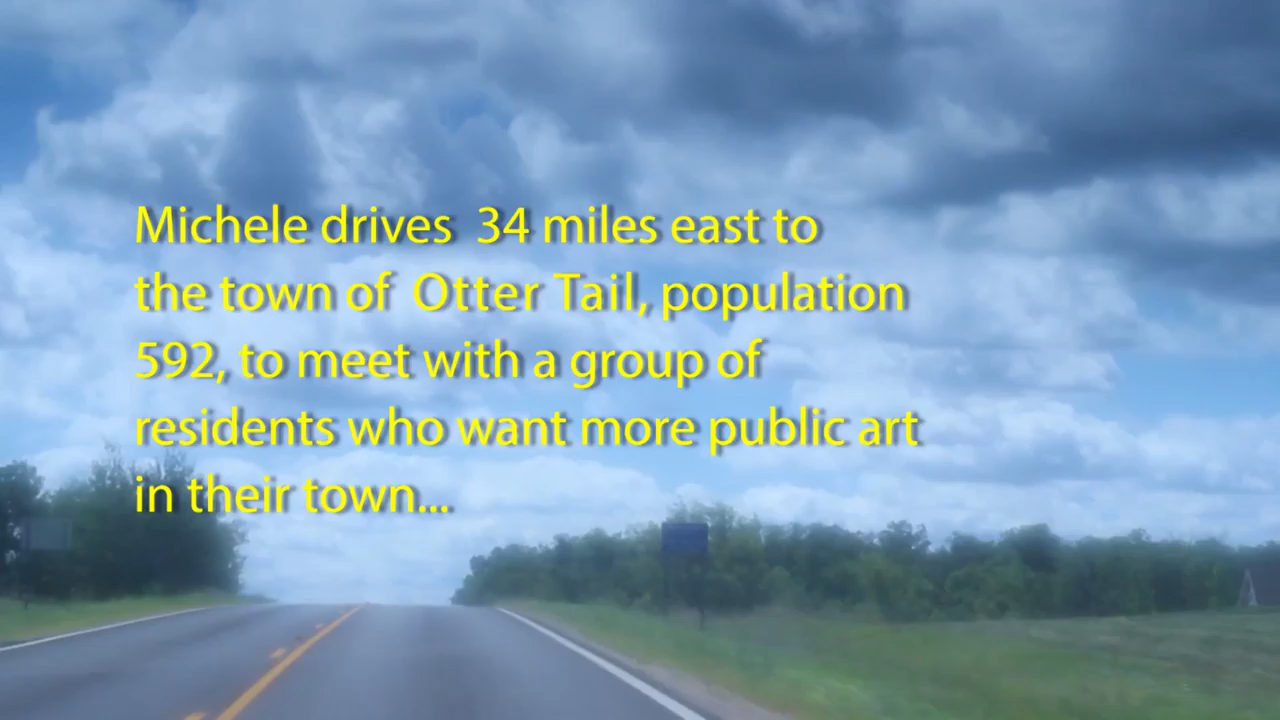 Michele drives  34 miles east to
the town of  Otter Tail, population
592, to meet with a group of
residents who want more public art
in their town...